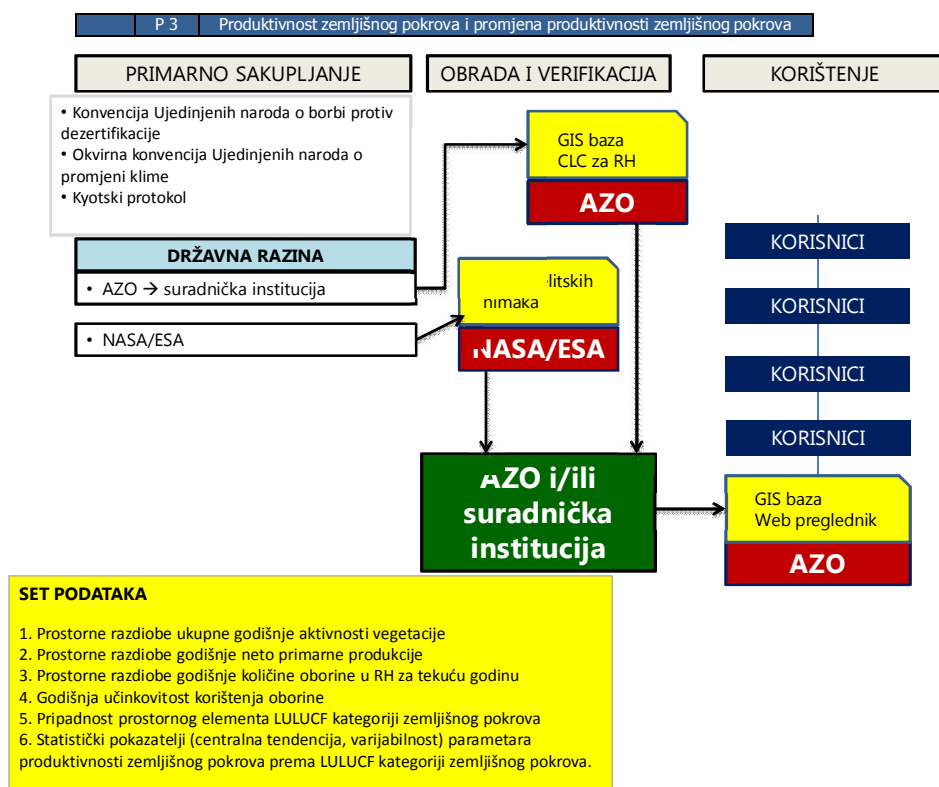 P 3 Produktivnost zemljišnog pokrova i promjena produktivnosti zemljišnog pokrova
PRIMARNO SAKUPLJANJE
OBRADA I VERIFIKACIJA
KORIŠTENJE
• Konvencija Ujedinjenih naroda o borbi protiv
dezertifikacije
• Okvirna konvencija Ujedinjenih naroda o
promjeni klime
• Kyotski protokol
DRŽAVNA RAZINA
• AZO → suradnička institucija
• NASA/ESA
GIS baza
CLC za RH
AZO
NASA/ESA
AZO i/ili
suradnička
institucija
KORISNICI
KORISNICI
KORISNICI
KORISNICI
GIS baza
Web preglednik
AZO
SET PODATAKA
1. Prostorne razdiobe ukupne godišnje aktivnosti vegetacije
2. Prostorne razdiobe godišnje neto primarne produkcije
3. Prostorne razdiobe godišnje količine oborine u RH za tekuću godinu
4. Godišnja učinkovitost korištenja oborine
5. Pripadnost prostornog elementa LULUCF kategoriji zemljišnog pokrova
6. Statistički pokazatelji (centralna tendencija, varijabilnost) parametara
produktivnosti zemljišnog pokrova prema LULUCF kategoriji zemljišnog pokrova.